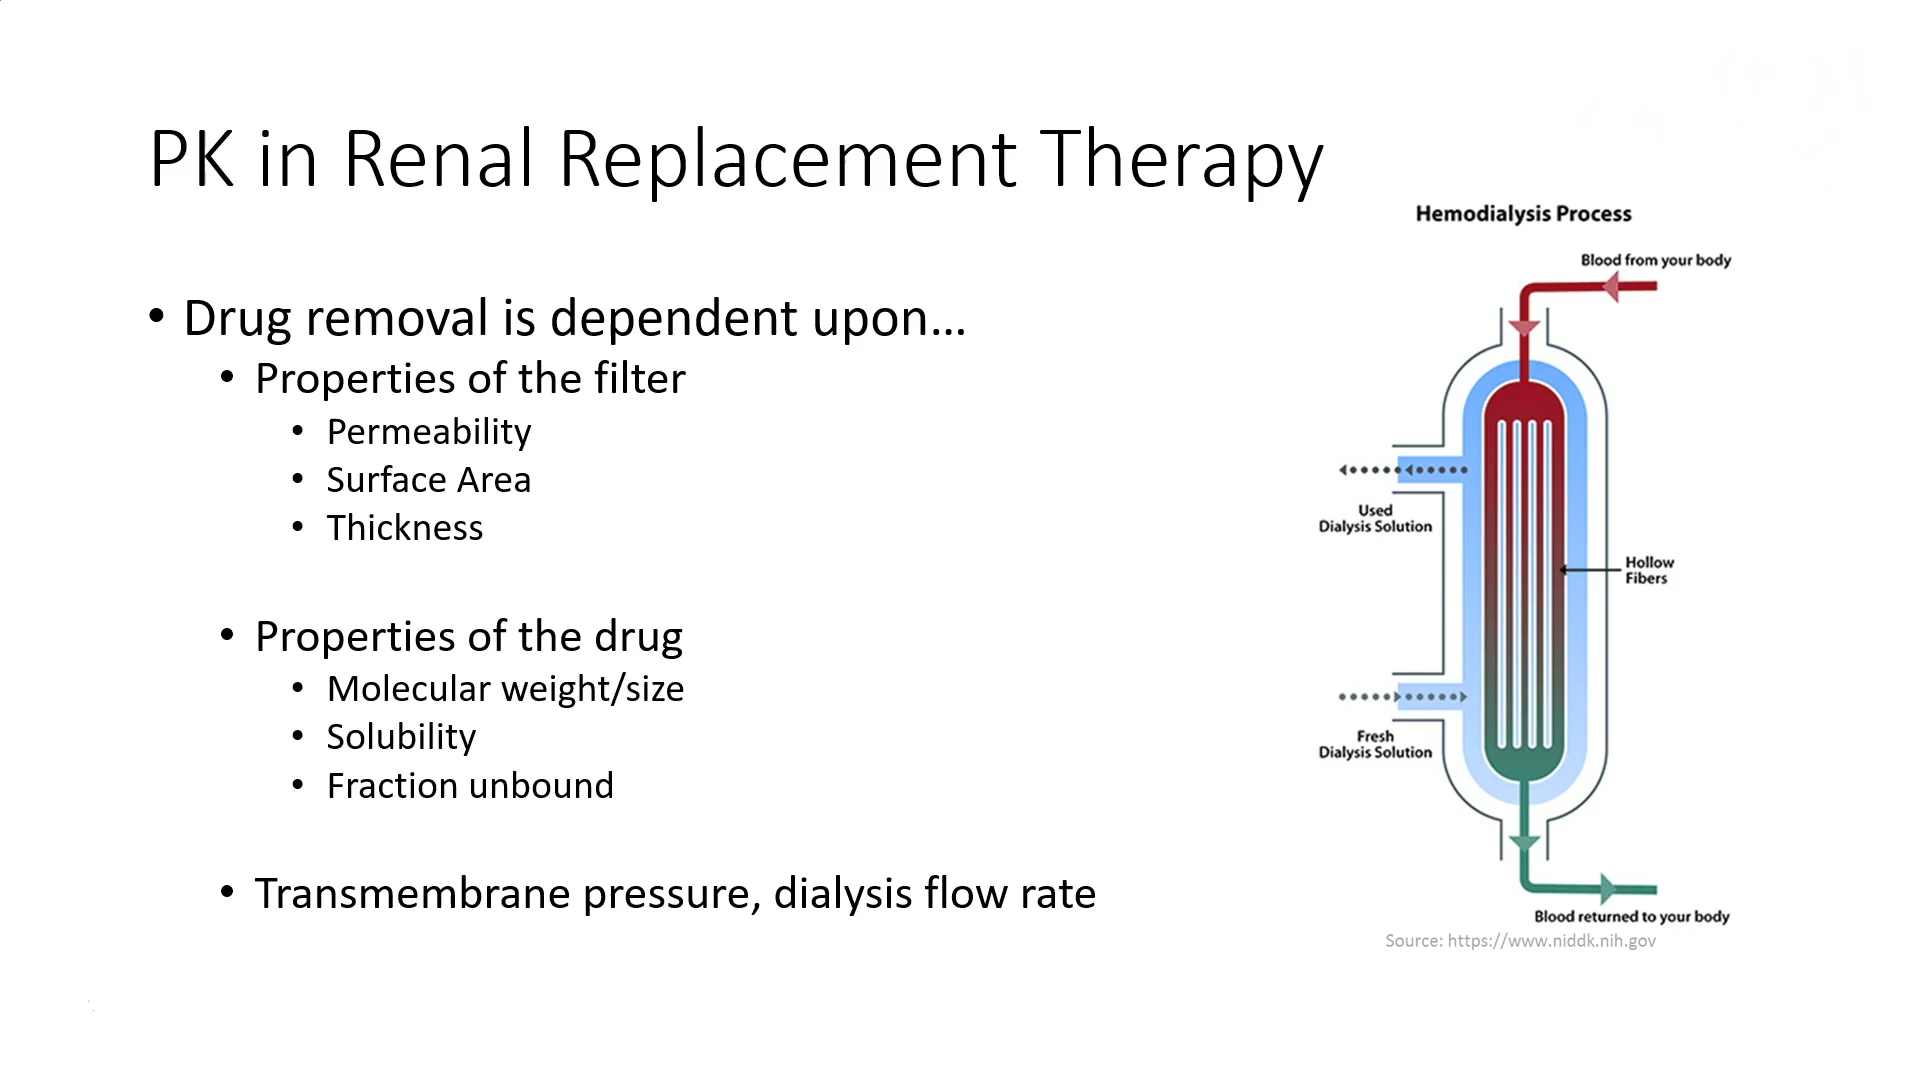 PK in Renal Replacement Therapy
• Drug removal is dependent upon…
• Properties of the filter
• Permeability
• Surface Area
• Thickness
• Properties of the drug
• Molecular weight/size
• Solubility
• Fraction unbound
• Transmembrane pressure, dialysis flow rate
Hemodialysis Process
Blood from your body
Used
Dialysis Solution
Hollow
Fibers
Fresh
Dialysis Solution
Blood returned to your body
Source: https://www.niddk.nih.gov